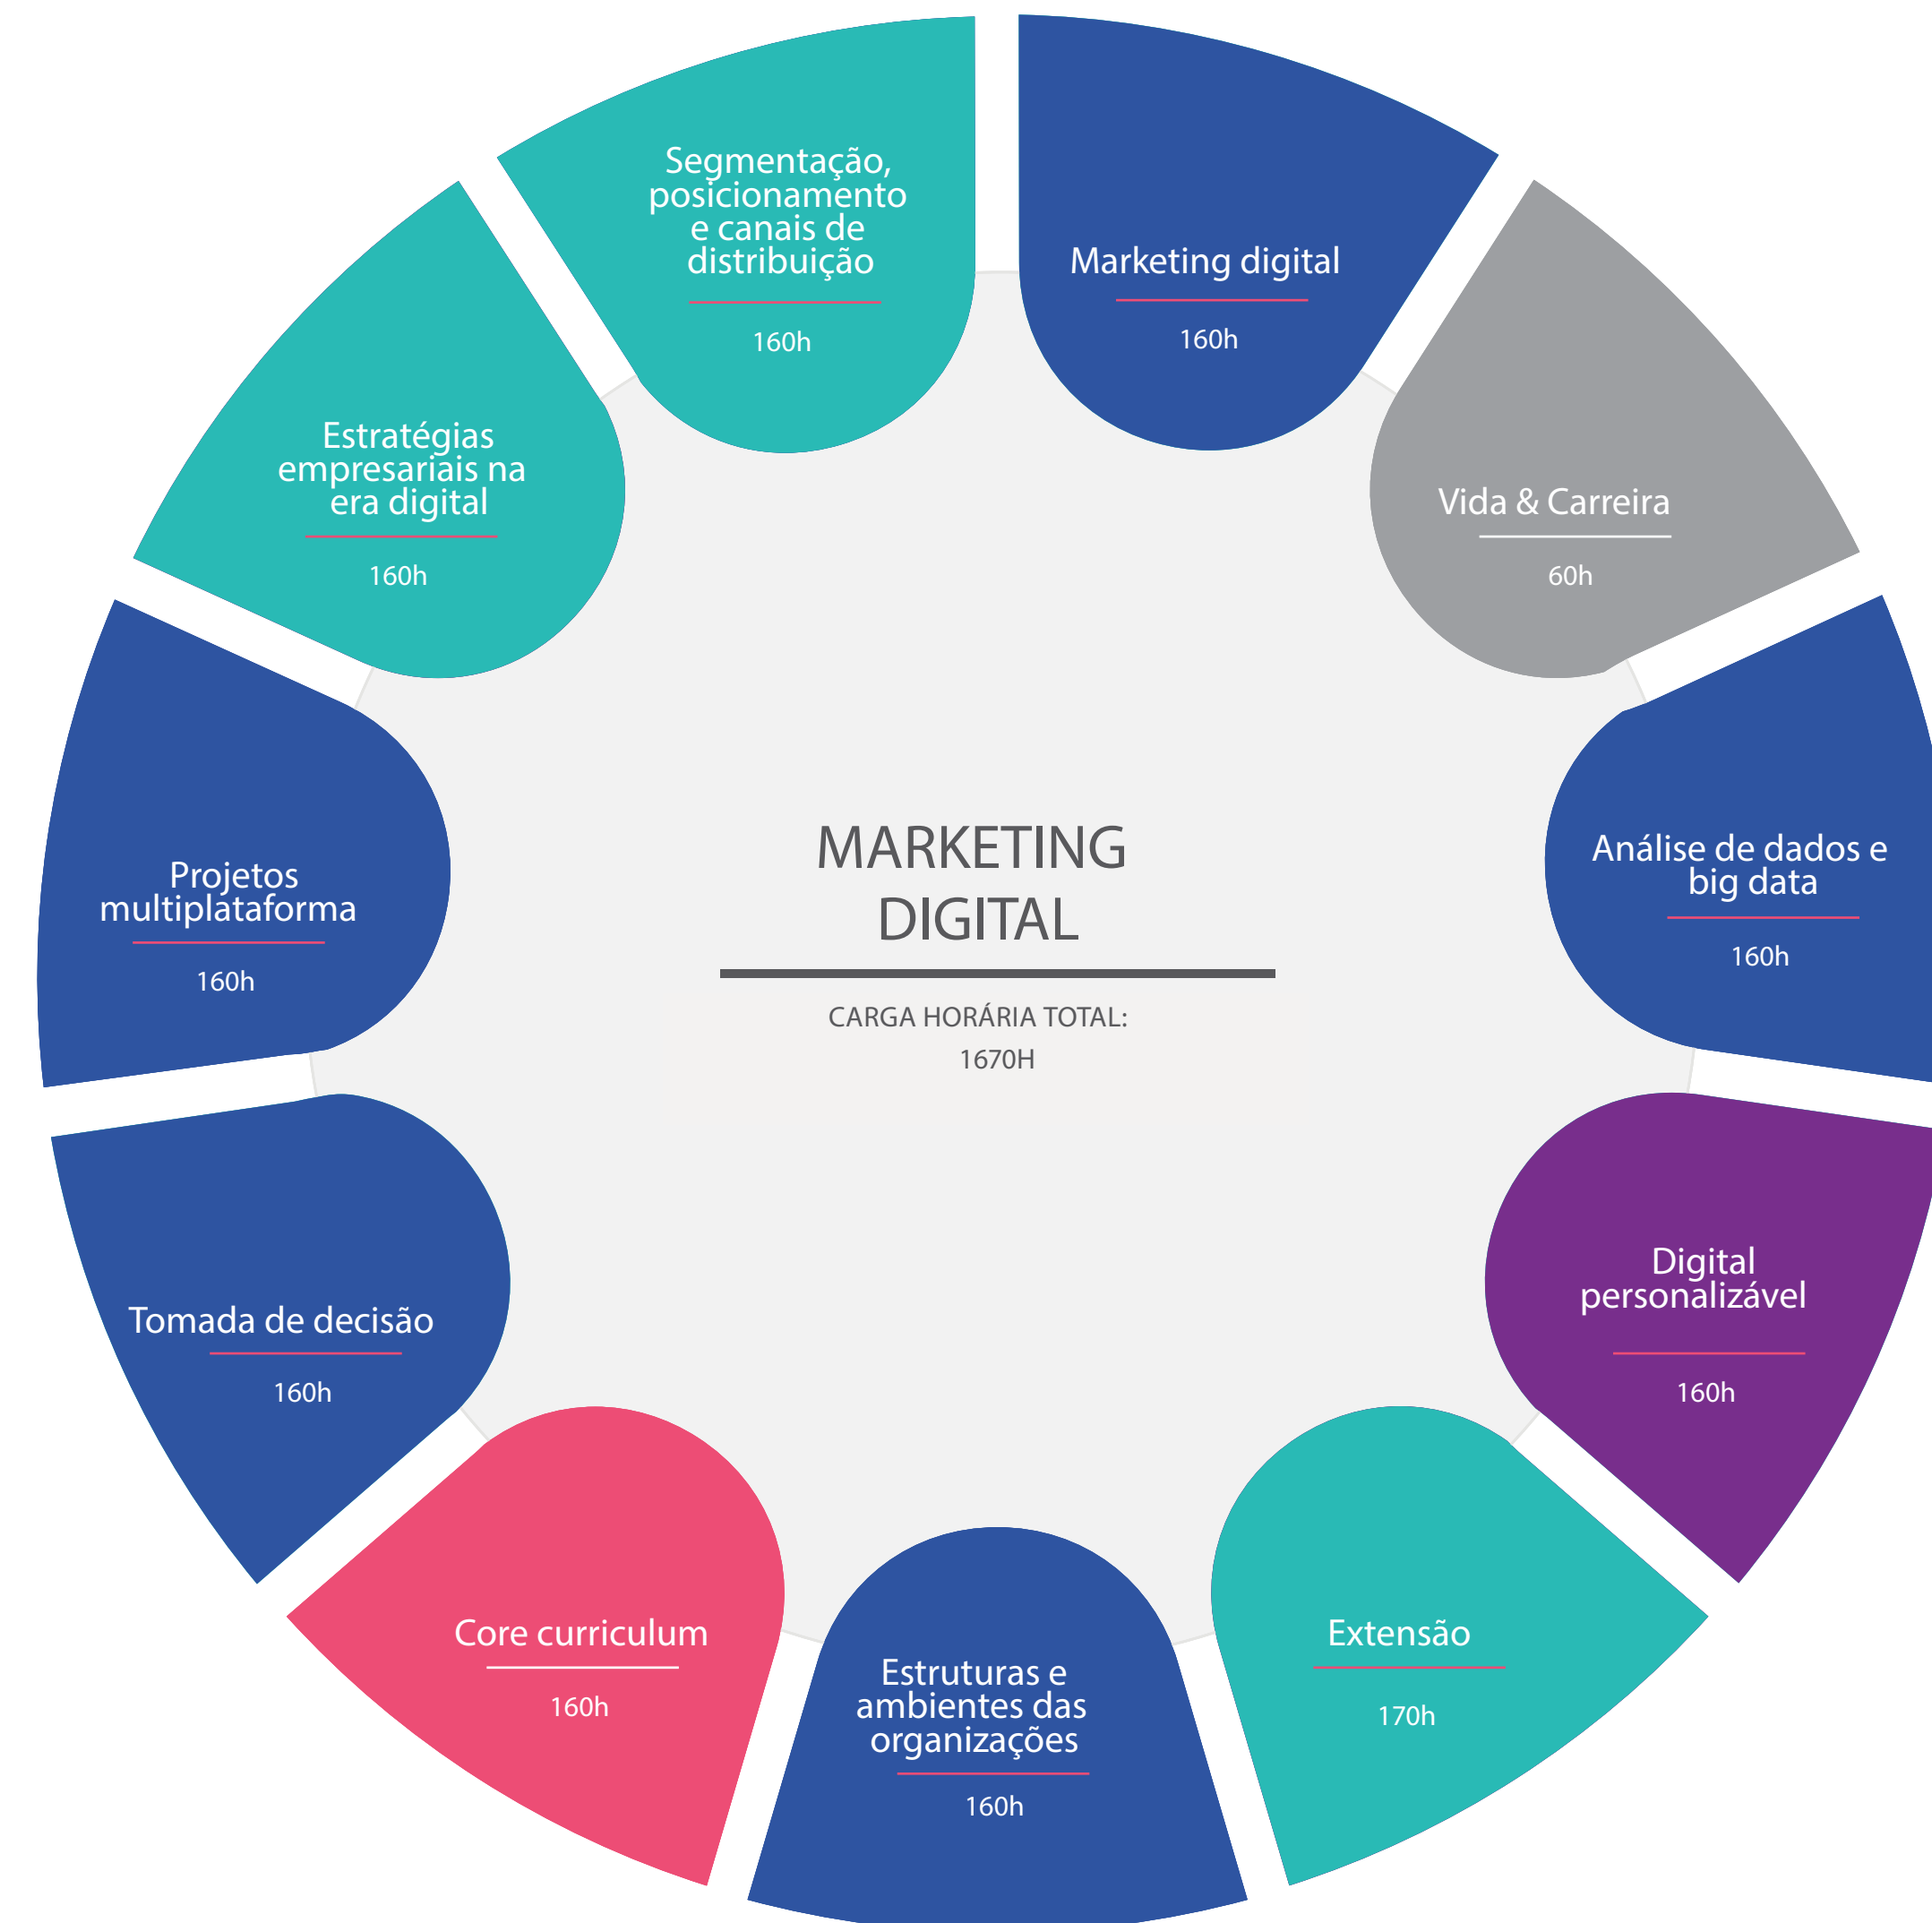 Segmentação,
posicionamento
e canais de
distribuição
160h
Marketing digital
160h
Vida & Carreira
60h
Análise de dados e
big data
160h
Digital
personalizável
160h
Extensão
170h
Estruturas e
ambientes das
organizações
160h
Core curriculum
160h
Tomada de decisão
160h
Projetos
multiplataforma
160h
Estratégias
empresariais na
era digital
160h
MARKETING
DIGITAL
CARGA HORÁRIA TOTAL:
1670H